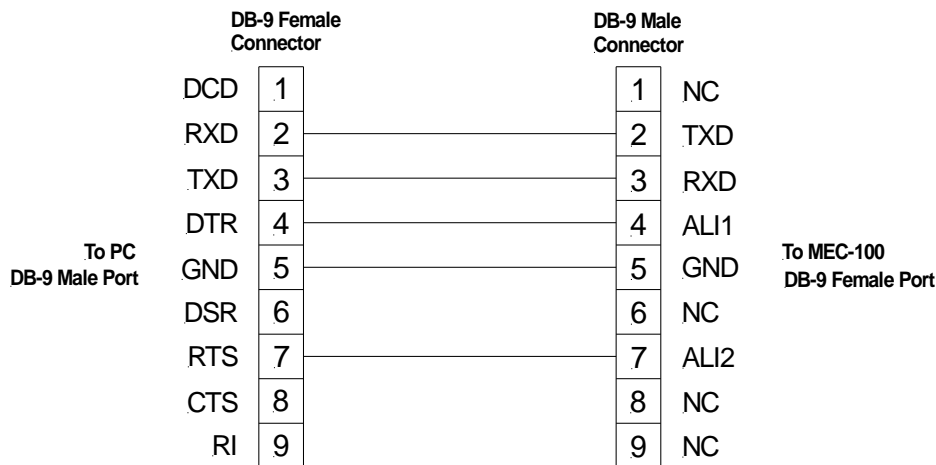 DB-9 Female
Connector
DB-9 Male
Connector
DCD 1 1 NC
RXD 2 2 TXD
TXD 3 3 RXD
DTR 4 4 ALI1
To PC
DB-9 Male Port
GND 5 5 GND
To MEC-100
DB-9 Female Port
DSR 6 6 NC
RTS 7 7 ALI2
CTS 8 8 NC
RI 9 9 NC